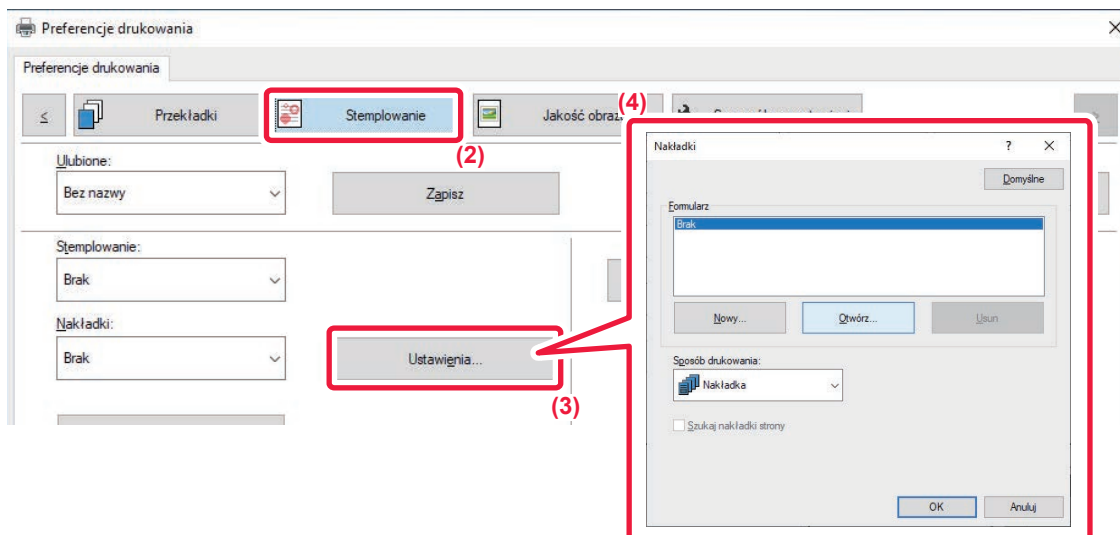 Preferencje drukowania
Preferencje drukowania
≤ Przekładki Stemplowanie Jakość obraz
(4)
(2)
Ulubione:
Bez nazwy
Zapisz
Stemplowanie:
Brak
Nakładki:
Brak
Ustawienia...
(3)
Nakładki
Domyślne
Formularz
Brak
Nowy... Otwórz... Usun
Sposób drukowania:
Nakładka
Szukaj nakładki strony
OK Anuluj